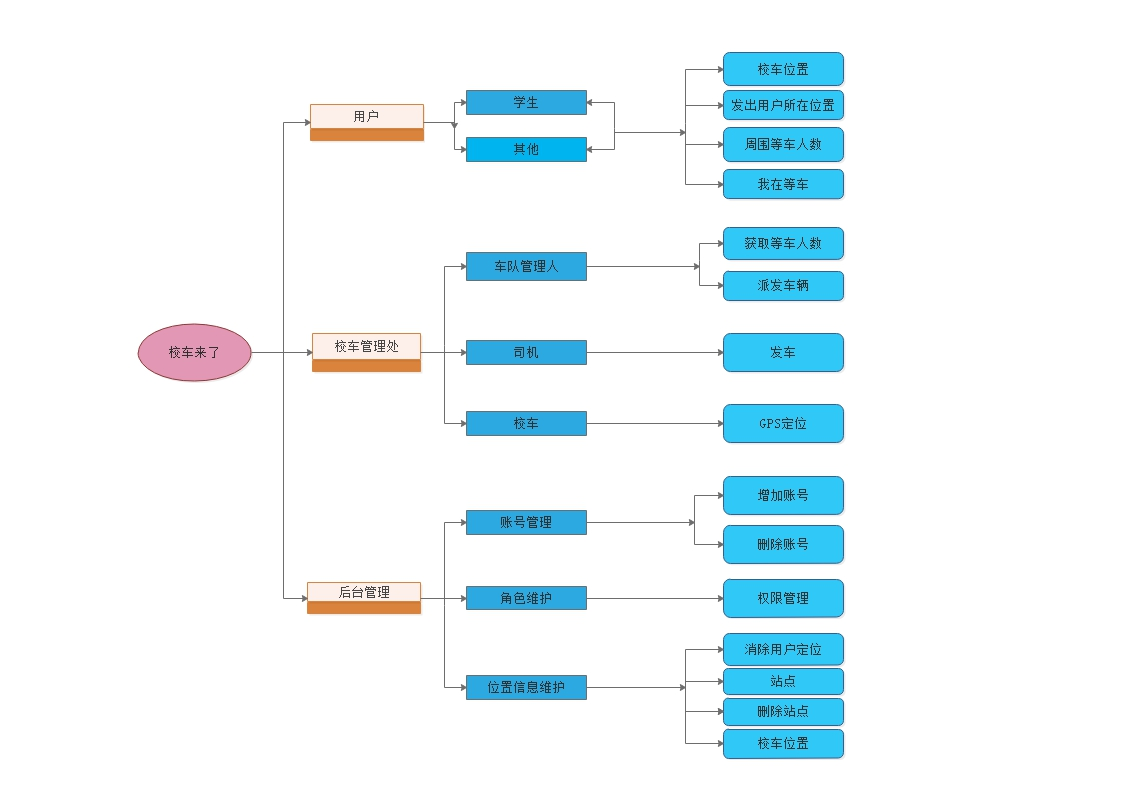 校车来了
用户
学生
其他
校车位置
发出用户所在位置
周围等车人数
我在等车
校车管理处
车队管理人
获取等车人数
派发车辆
司机
发车
校车
GPS定位
后台管理
账号管理
增加账号
删除账号
角色维护
权限管理
位置信息维护
消除用户定位
站点
删除站点
校车位置